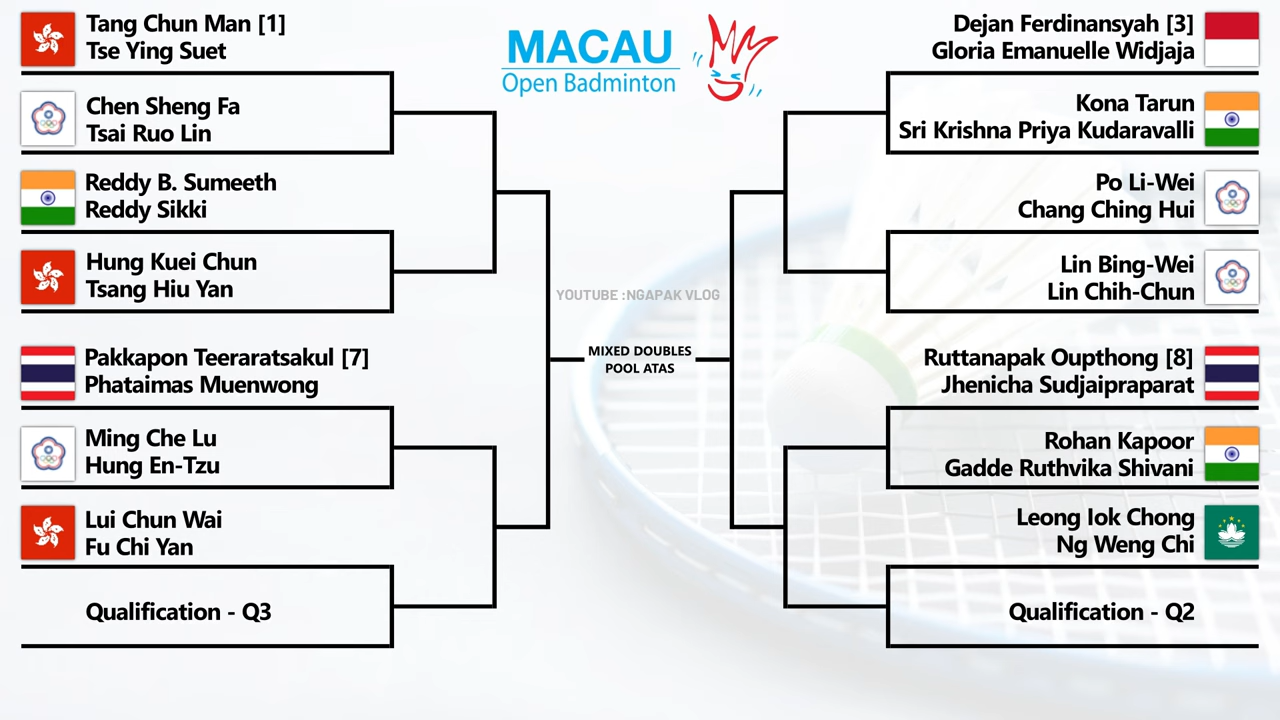 Tang Chun Man [1]
Tse Ying Suet
Chen Sheng Fa
Tsai Ruo Lin
Reddy B. Sumeeth
Reddy Sikki
Hung Kuei Chun
Tsang Hiu Yan
Pakkapon Teeraratsakul [7]
Phataimas Muenwong
Ming Che Lu
Hung En-Tzu
Lui Chun Wai
Fu Chi Yan
Qualification - Q3
MACAU
Open Badminton
YOUTUBE :NGAPAK VLOG
MIXED DOUBLES
POOL ATAS
Dejan Ferdinansyah [3]
Gloria Emanuelle Widjaja
Kona Tarun
Sri Krishna Priya Kudaravalli
Po Li-Wei
Chang Ching Hui
Lin Bing-Wei
Lin Chih-Chun
Ruttanapak Oupthong [8]
Jhenicha Sudjaipraparat
Rohan Kapoor
Gadde Ruthvika Shivani
Leong Iok Chong
Ng Weng Chi
Qualification - Q2